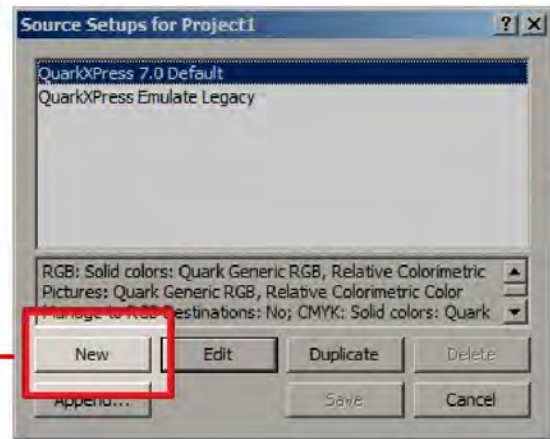 Source Setups for Project1
? X
QuarkXPress 7.0 Default
QuarkXPress Emulate Legacy
RGB: Solid colors: Quark Generic RGB, Relative Colorimetric
Pictures: Quark Generic RGB, Relative Colorimetric Color
Manage to RGB Destinations: No; CMYK: Solid colors: Quark
New Edit Duplicate Delete
Append... Save Cancel